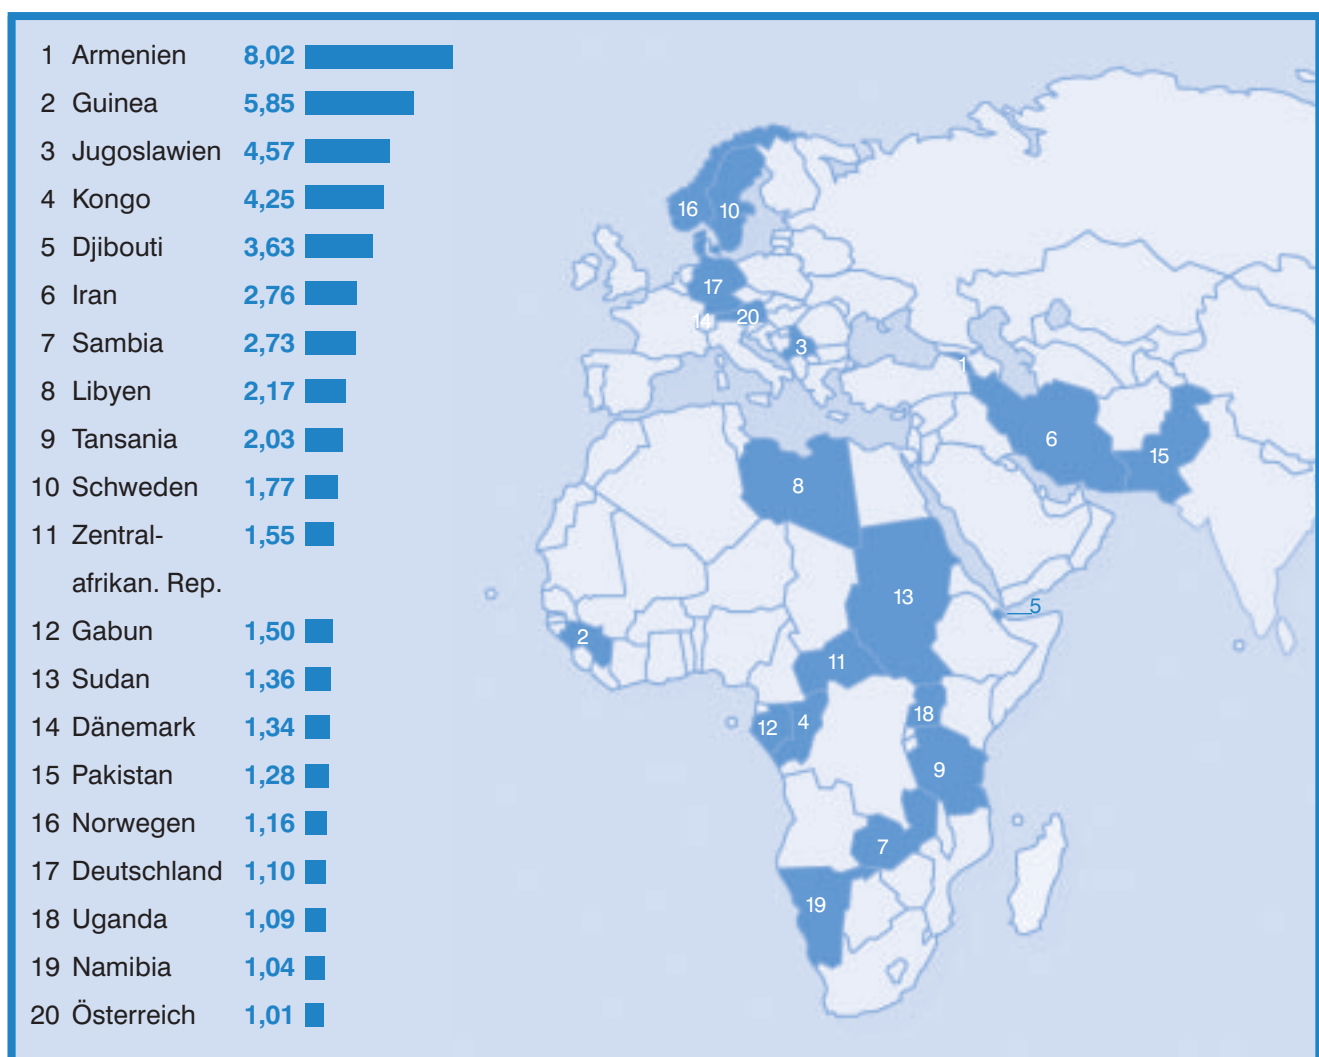 1 Armenien 8,02
2 Guinea 5,85
3 Jugoslawien 4,57
4 Kongo 4,25
5 Djibouti 3,63
6 Iran 2,76
7 Sambia 2,73
8 Libyen 2,17
9 Tansania 2,03
10 Schweden 1,77
11 Zentral- 1,55
afrikan. Rep.
12 Gabun 1,50
13 Sudan 1,36
14 Dänemark 1,34
15 Pakistan 1,28
16 Norwegen 1,16
17 Deutschland 1,10
18 Uganda 1,09
19 Namibia 1,04
20 Österreich 1,01
16
10
17
14
20
3
1
6
15
8
13
5
2
11
18
12
4
9
7
19